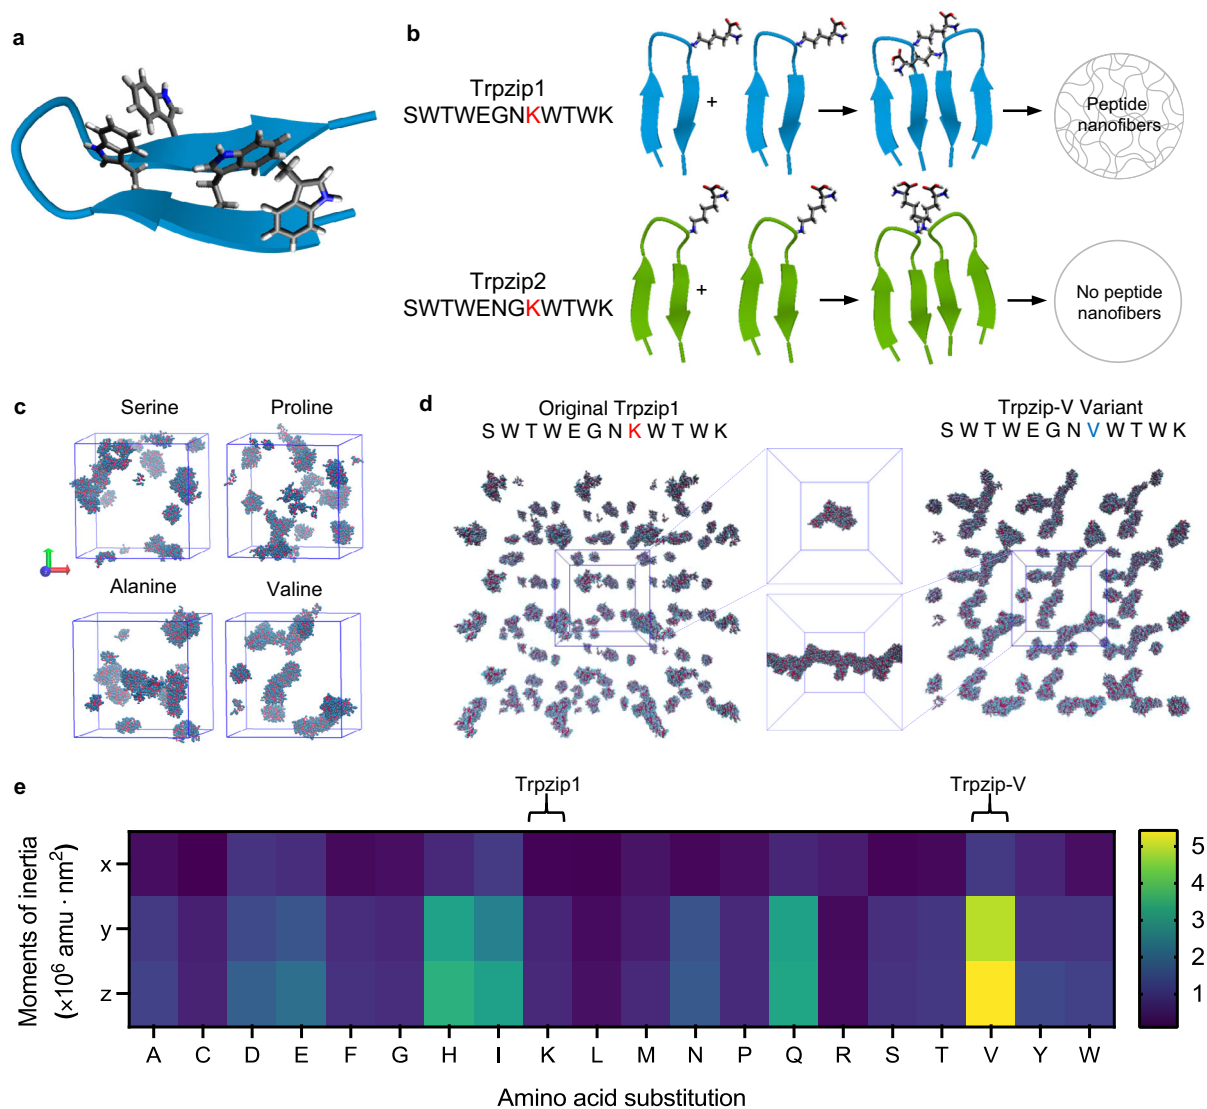 a
b
Trpzip1
SWTWEGNKWTWK
+
Peptide
nanofibers
Trpzip2
SWTWENGKWTWK
+
No peptide
nanofibers
c
Serine
Proline
Alanine
Valine
d
Original Trpzip1
S W T W E G N K W T W K
Trpzip-V Variant
S W T W E G N V W T W K
e
Trpzip1
Trpzip-V
Moments of inertia
(×10⁶ amu · nm²)
x
y
z
5
4
3
2
1
A C D E F G H I K L M N P Q R S T V Y W
Amino acid substitution